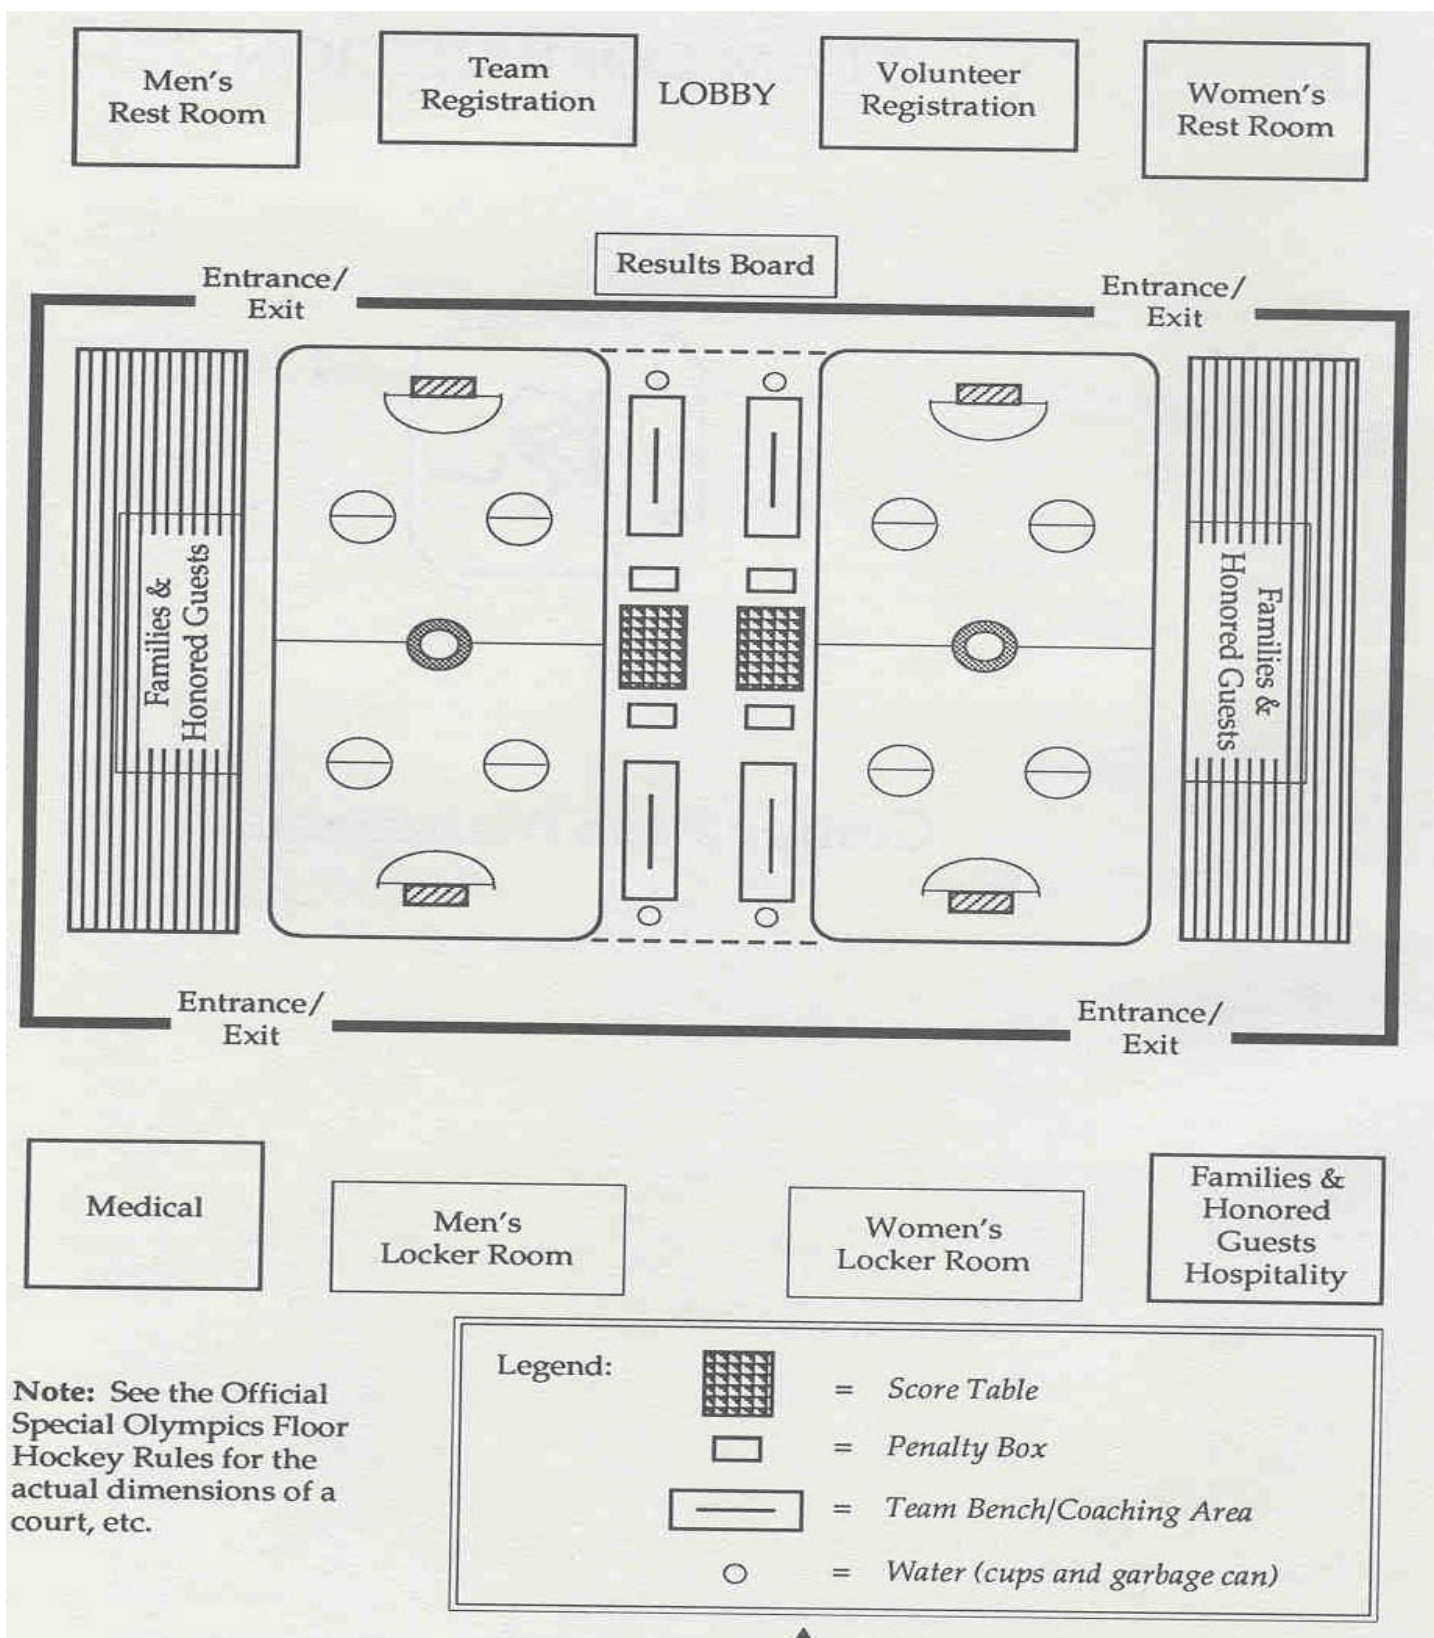 Men's
Rest Room
Team
Registration
LOBBY
Volunteer
Registration
Women's
Rest Room
Results Board
Entrance/
Exit
Entrance/
Exit
Families &
Honored Guests
Families &
Honored Guests
Entrance/
Exit
Entrance/
Exit
Medical
Men's
Locker Room
Women's
Locker Room
Families &
Honored
Guests
Hospitality
Note: See the Official
Special Olympics Floor
Hockey Rules for the
actual dimensions of a
court, etc.
Legend:
= Score Table
= Penalty Box
= Team Bench/Coaching Area
= Water (cups and garbage can)